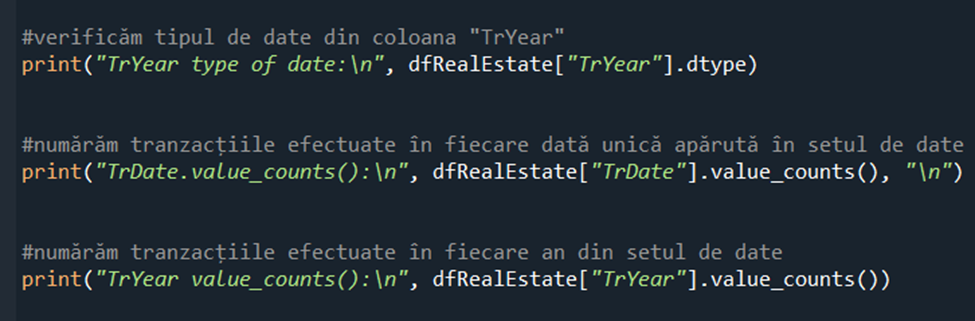 #verificăm tipul de date din coloana "TrYear"
print("TrYear type of date:\n", dfRealEstate["TrYear"].dtype)
#numărăm tranzacțiile efectuate în fiecare dată unică apărută în setul de date
print("TrDate.value_counts():\n", dfRealEstate["TrDate"].value_counts(), "\n")
#numărăm tranzacțiile efectuate în fiecare an din setul de date
print("TrYear value_counts():\n", dfRealEstate["TrYear"].value_counts())